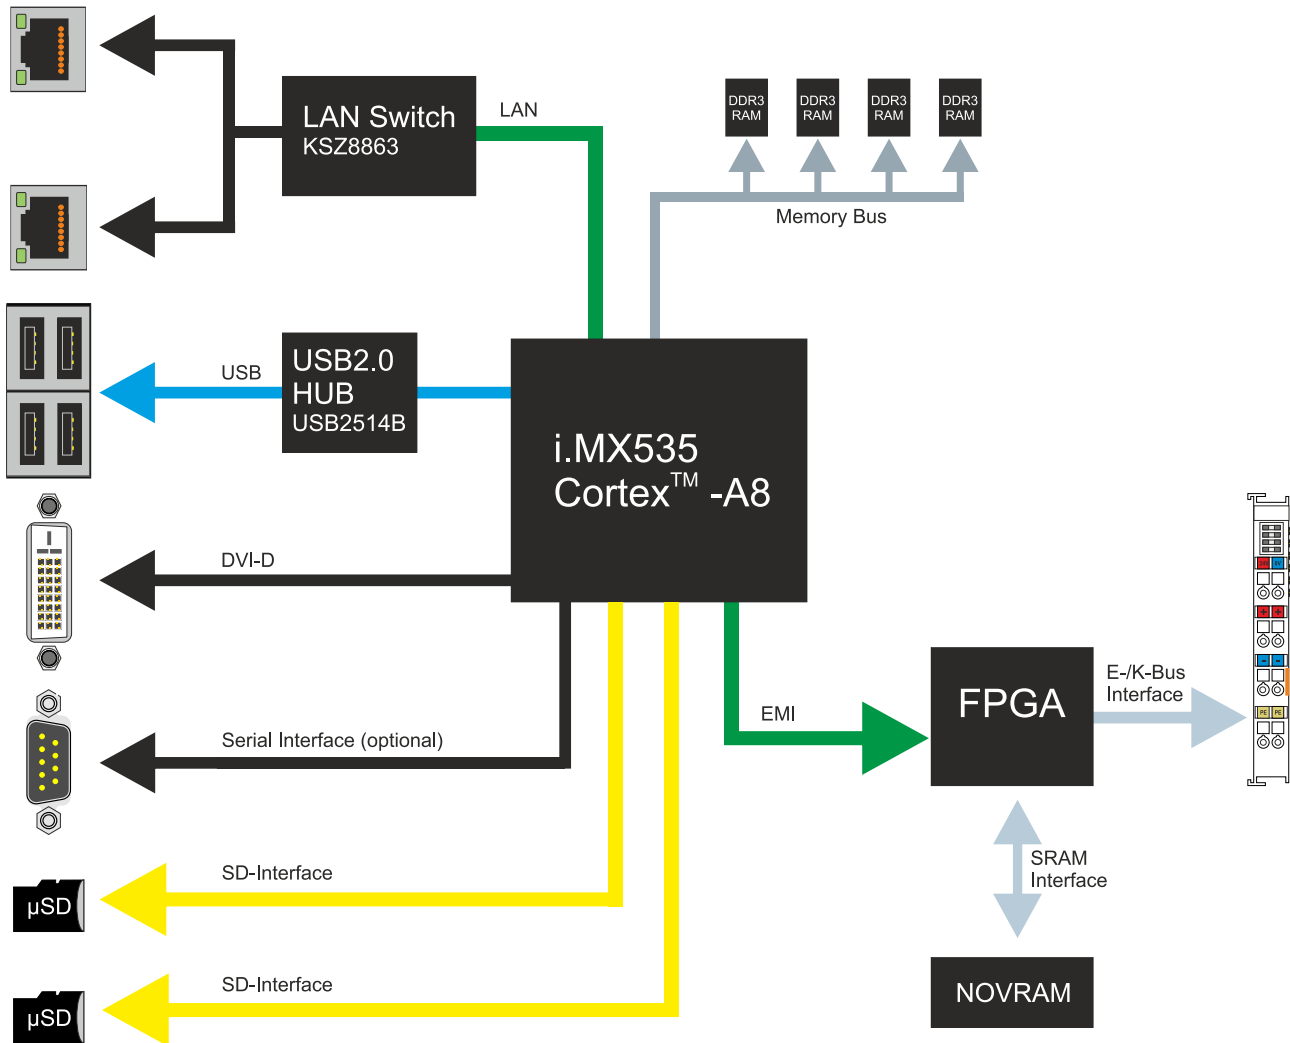 LAN Switch
KSZ8863
LAN
DDR3
RAM
DDR3
RAM
DDR3
RAM
DDR3
RAM
Memory Bus
USB
USB2.0
HUB
USB2514B
i.MX535
Cortex™ -A8
DVI-D
Serial Interface (optional)
EMI
FPGA
E-/K-Bus
Interface
SRAM
Interface
NOVRAM
SD-Interface
µSD
SD-Interface
µSD
+ +
- -
PE PE